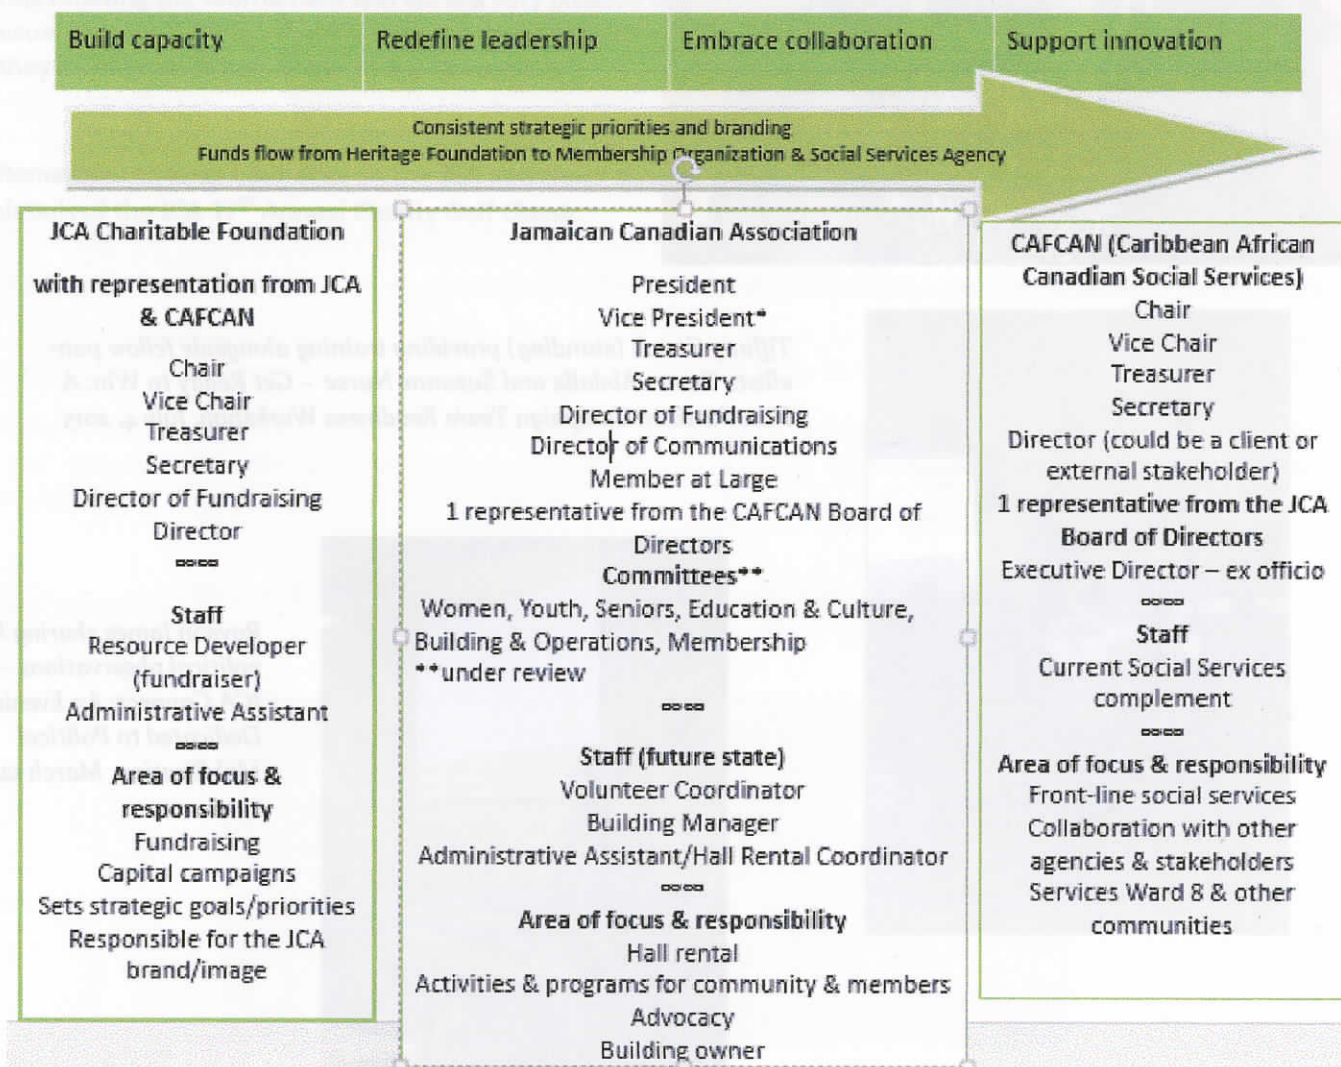 Build capacity
Redefine leadership
Embrace collaboration
Support innovation
Consistent strategic priorities and branding
Funds flow from Heritage Foundation to Membership Organization & Social Services Agency
JCA Charitable Foundation
with representation from JCA
& CAFCAN
Chair
Vice Chair
Treasurer
Secretary
Director of Fundraising
Director
Staff
Resource Developer
(fundraiser)
Administrative Assistant
Area of focus &
responsibility
Fundraising
Capital campaigns
Sets strategic goals/priorities
Responsible for the JCA
brand/image
Jamaican Canadian Association
President
Vice President*
Treasurer
Secretary
Director of Fundraising
Director of Communications
Member at Large
1 representative from the CAFCAN Board of
Directors
Committees**
Women, Youth, Seniors, Education & Culture,
Building & Operations, Membership
**under review
Staff (future state)
Volunteer Coordinator
Building Manager
Administrative Assistant/Hall Rental Coordinator
Area of focus & responsibility
Hall rental
Activities & programs for community & members
Advocacy
Building owner
CAFCAN (Caribbean African
Canadian Social Services)
Chair
Vice Chair
Treasurer
Secretary
Director (could be a client or
external stakeholder)
1 representative from the JCA
Board of Directors
Executive Director – ex officio
Staff
Current Social Services
complement
Area of focus & responsibility
Front-line social services
Collaboration with other
agencies & stakeholders
Services Ward 8 & other
communities